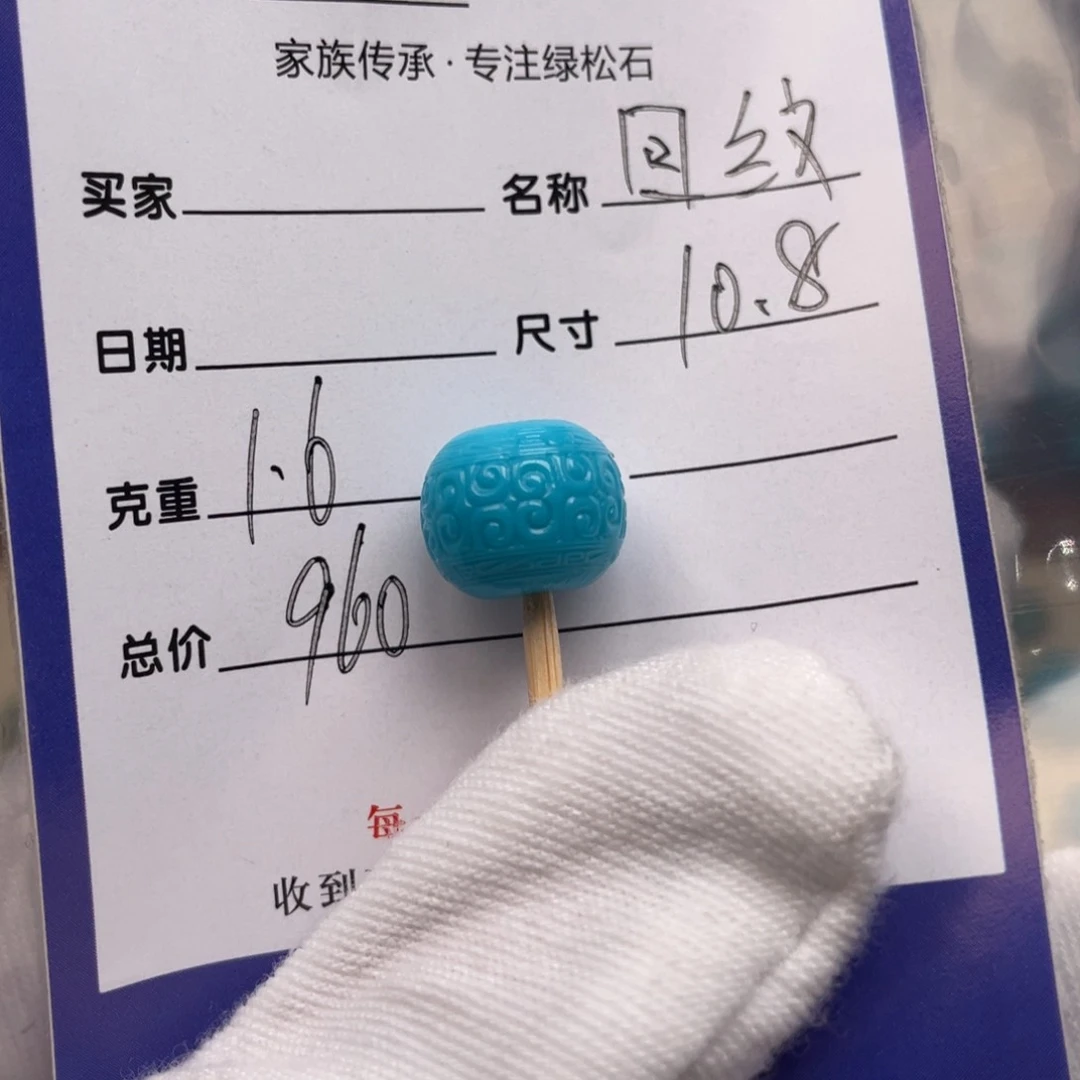 家族传承·专注绿松石
买家 名称 回纹
日期 尺寸 10.8
克重 1.6
总价 960
每
收到